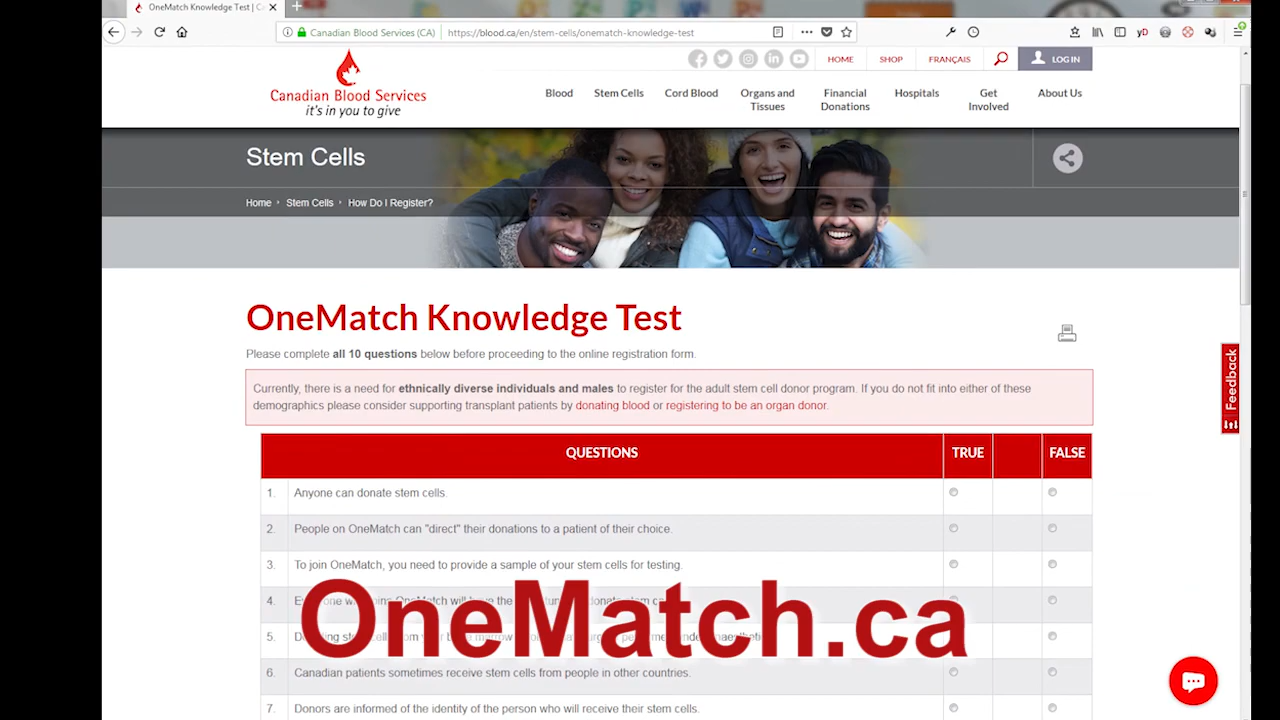 OneMatch Knowledge Test | Ca
Canadian Blood Services (CA)
https://blood.ca/en/stem-cells/onematch-knowledge-test
yD
HOME
SHOP
FRANÇAIS
LOG IN
Canadian Blood Services
it's in you to give
Blood
Stem Cells
Cord Blood
Organs and
Tissues
Financial
Donations
Hospitals
Get
Involved
About Us
Stem Cells
Home › Stem Cells › How Do I Register?
OneMatch Knowledge Test
Please complete all 10 questions below before proceeding to the online registration form.
Currently, there is a need for ethnically diverse individuals and males to register for the adult stem cell donor program. If you do not fit into either of these
demographics please consider supporting transplant patients by donating blood or registering to be an organ donor.
Feedback
QUESTIONS TRUE FALSE
1. Anyone can donate stem cells.
2. People on OneMatch can "direct" their donations to a patient of their choice.
3. To join OneMatch, you need to provide a sample of your stem cells for testing.
4. OneMatch will
5. stem cells from your
OneMatch.ca
6. Canadian patients sometimes receive stem cells from people in other countries.
7. Donors are informed of the identity of the person who will receive their stem cells.